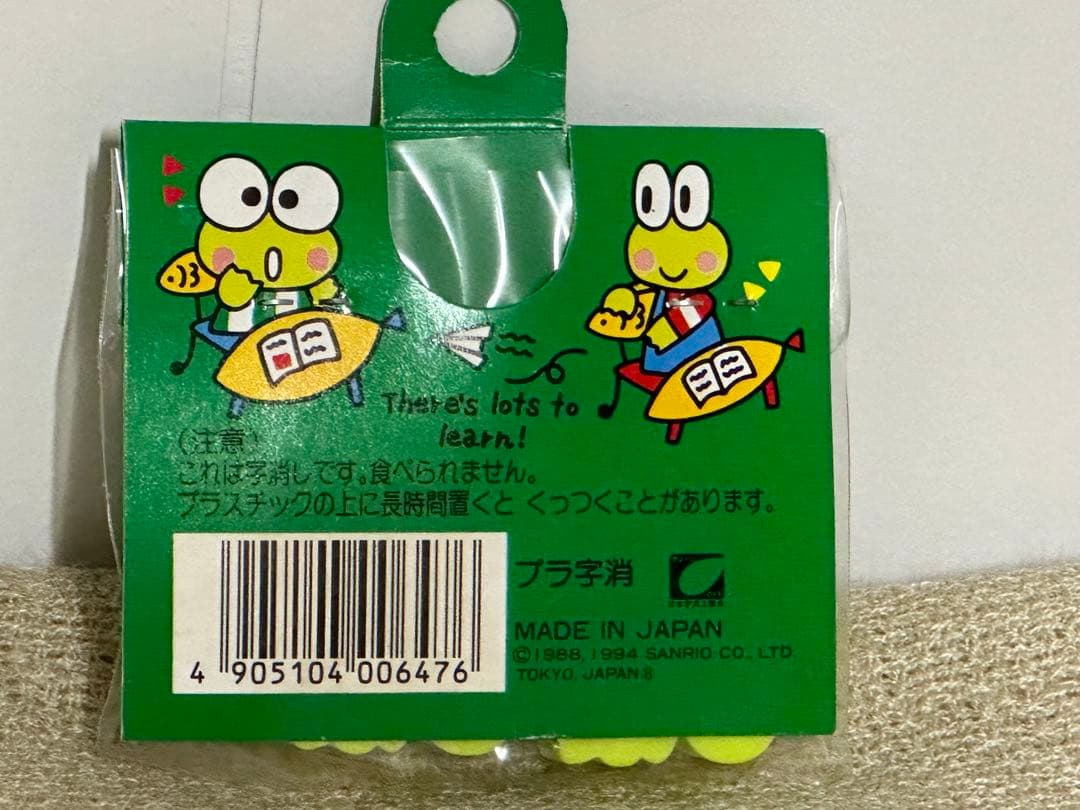 There's lots to
learn!
(注意)
これは字消しです。食べられません。
プラスチックの上に長時間置くと くっつくことがあります。
プラ字消
MADE IN JAPAN
©1988, 1994 SANRIO CO., LTD.
TOKYO, JAPAN ®
4 905104 006476